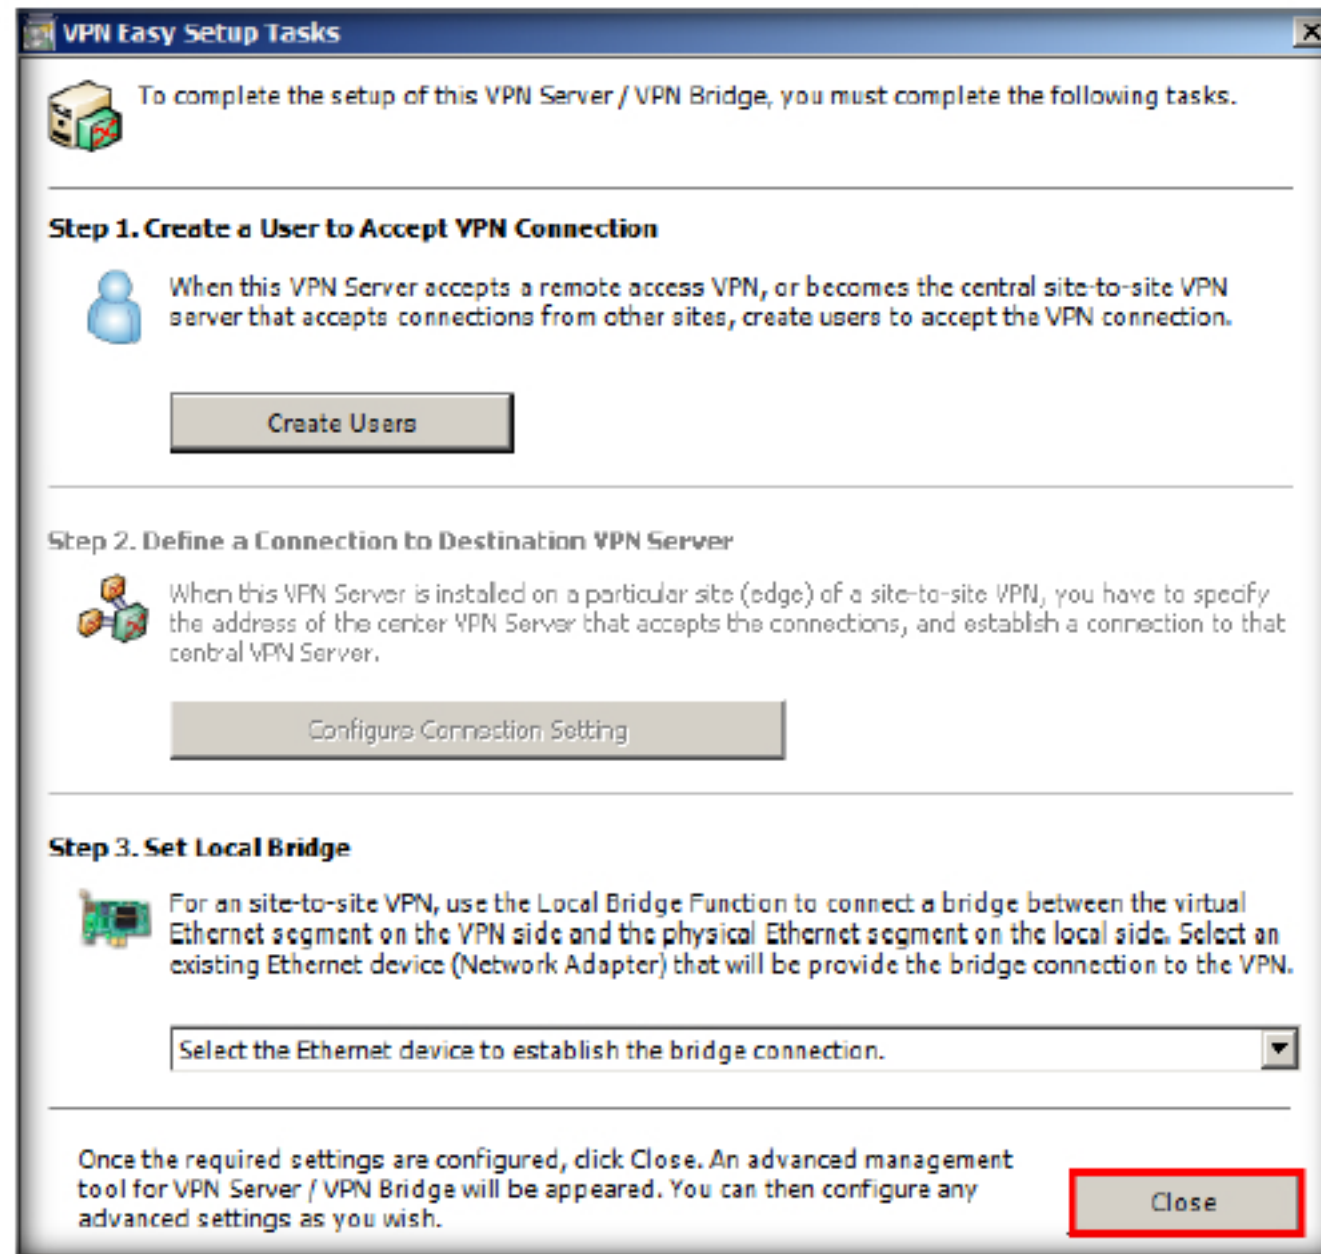 VPN Easy Setup Tasks
To complete the setup of this VPN Server / VPN Bridge, you must complete the following tasks.
Step 1. Create a User to Accept VPN Connection
When this VPN Server accepts a remote access VPN, or becomes the central site-to-site VPN
server that accepts connections from other sites, create users to accept the VPN connection.
Create Users
Step 2. Define a Connection to Destination VPN Server
When this VPN Server is installed on a particular site (edge) of a site-to-site VPN, you have to specify
the address of the center VPN Server that accepts the connections, and establish a connection to that
central VPN Server.
Configure Connection Setting
Step 3. Set Local Bridge
For an site-to-site VPN, use the Local Bridge Function to connect a bridge between the virtual
Ethernet segment on the VPN side and the physical Ethernet segment on the local side. Select an
existing Ethernet device (Network Adapter) that will be provide the bridge connection to the VPN.
Select the Ethernet device to establish the bridge connection.
Once the required settings are configured, click Close. An advanced management
tool for VPN Server / VPN Bridge will be appeared. You can then configure any
advanced settings as you wish.
Close